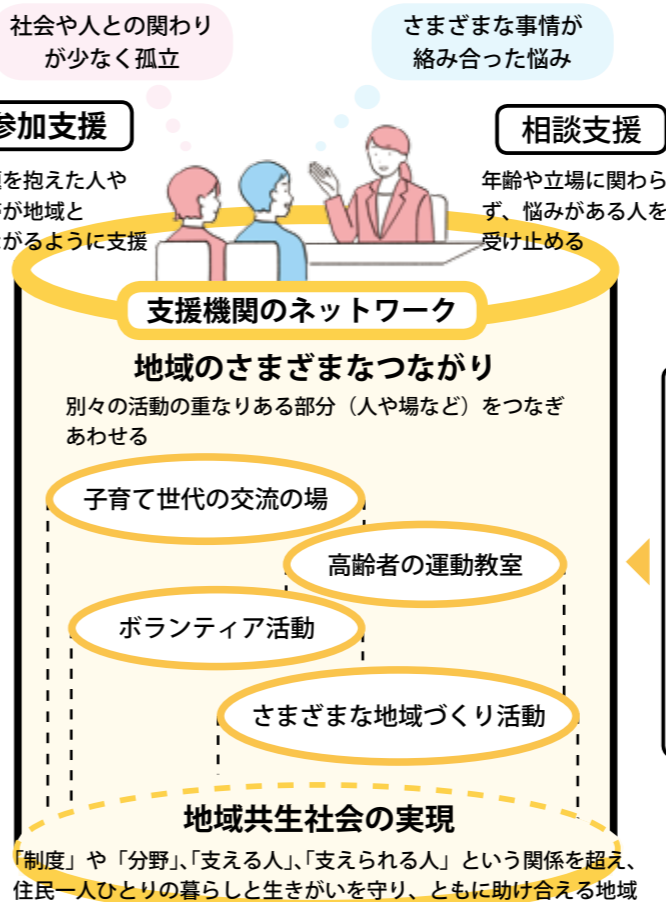 社会や人との関わり
が少なく孤立
さまざまな事情が
絡み合った悩み
参加支援
を抱えた人や
が地域と
がるように支援
相談支援
年齢や立場に関わら
ず、悩みがある人を
受け止める
支援機関のネットワーク
地域のさまざまなつながり
別々の活動の重なりある部分（人や場など）をつなぎ
あわせる
子育て世代の交流の場
高齢者の運動教室
ボランティア活動
さまざまな地域づくり活動
地域共生社会の実現
「制度」や「分野」、「支える人」、「支えられる人」という関係を超え、
住民一人ひとりの暮らしと生きがいを守り、ともに助け合える地域